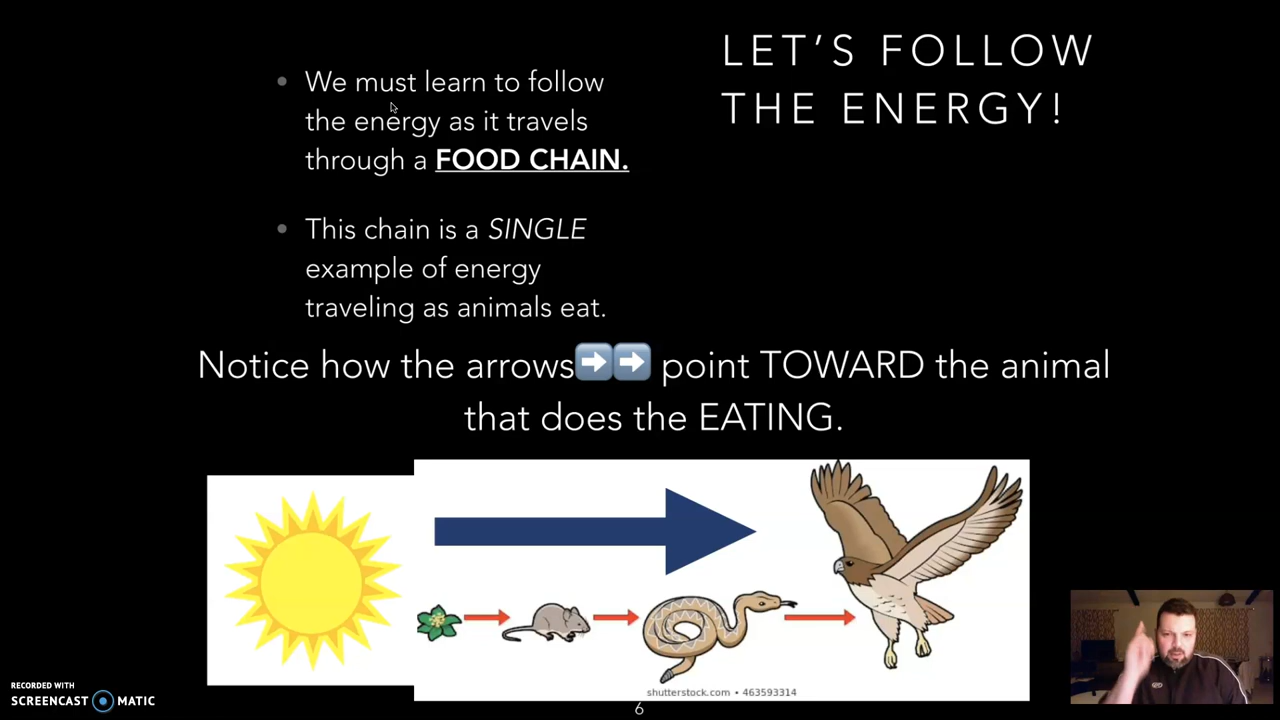 LET’S FOLLOW
THE ENERGY!
• We must learn to follow
the energy as it travels
through a FOOD CHAIN.
• This chain is a SINGLE
example of energy
traveling as animals eat.
Notice how the arrows➡️➡️ point TOWARD the animal
that does the EATING.
shutterstock.com • 463593314
RECORDED WITH
SCREENCAST MATIC
6